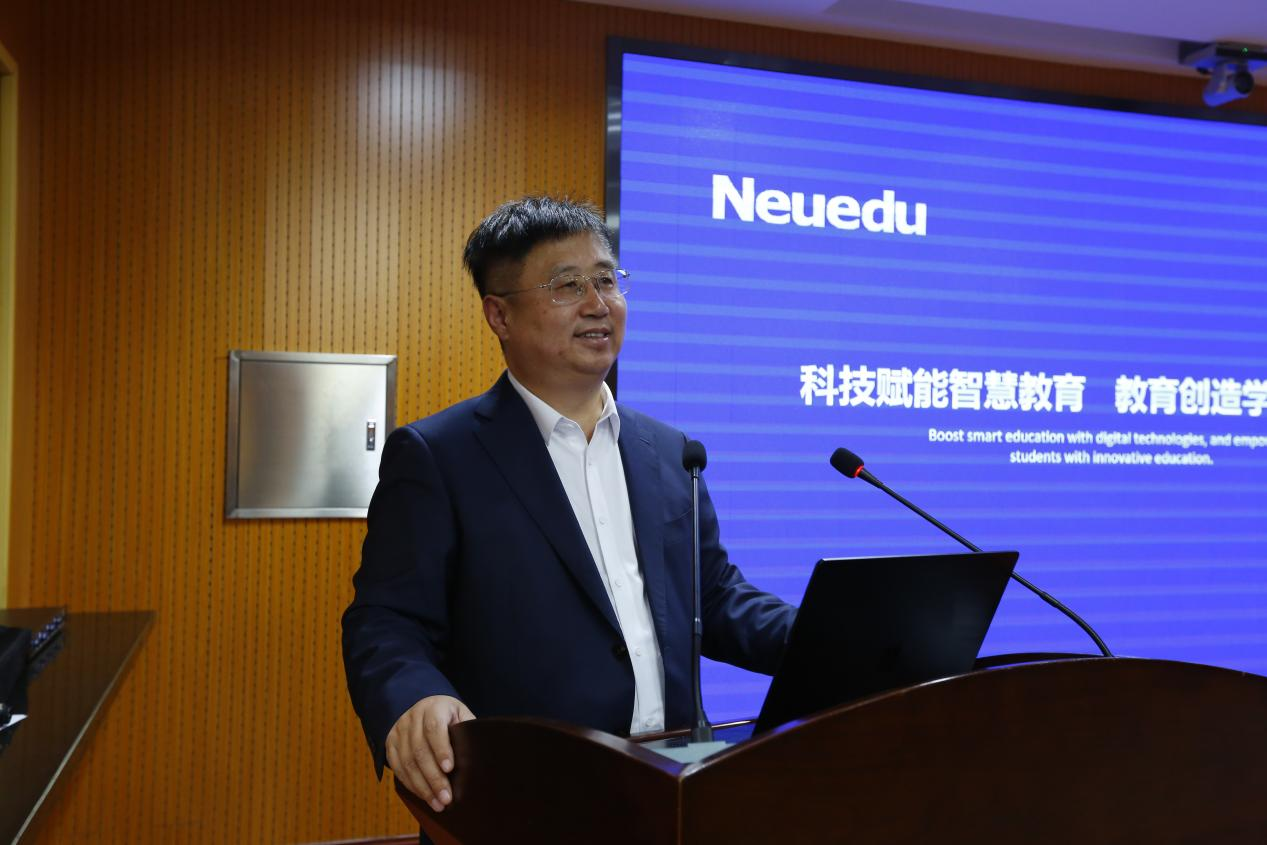 Neuedu
科技赋能智慧教育 教育创造学
Boost smart education with digital technologies, and empo
students with innovative education.